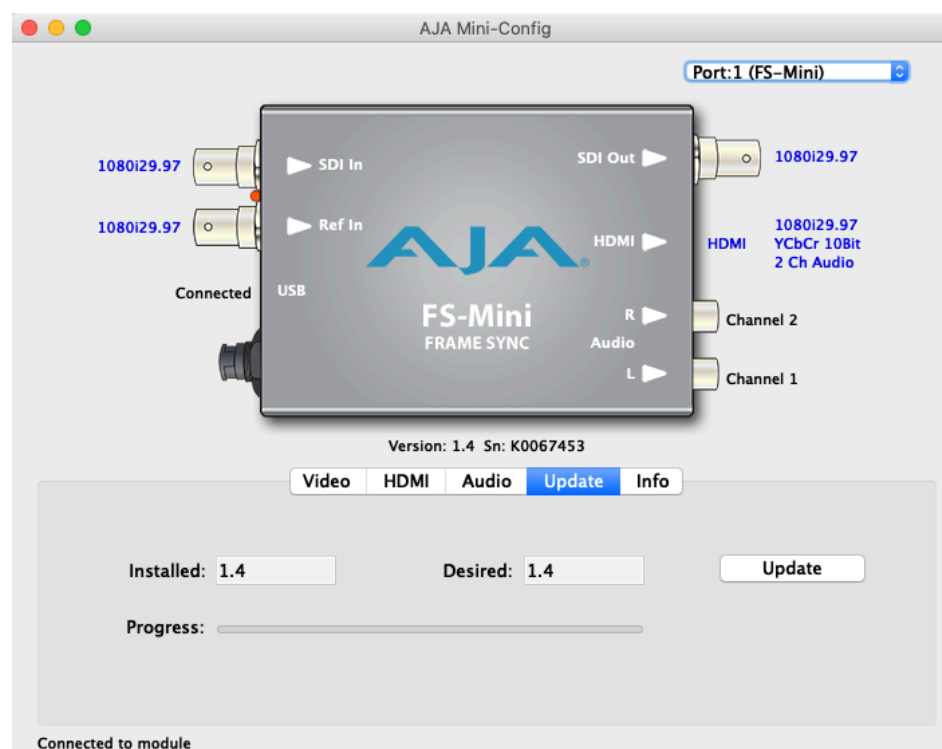 AJA Mini-Config
Port:1 (FS-Mini)
1080i29.97
SDI In
SDI Out
1080i29.97
1080i29.97
Ref In
HDMI
HDMI
1080i29.97
YCbCr 10Bit
2 Ch Audio
AJA®
Connected
USB
FS-Mini
FRAME SYNC
R
Audio
L
Channel 2
Channel 1
Version: 1.4 Sn: K0067453
Video HDMI Audio Update Info
Installed: 1.4 Desired: 1.4 Update
Progress:
Connected to module